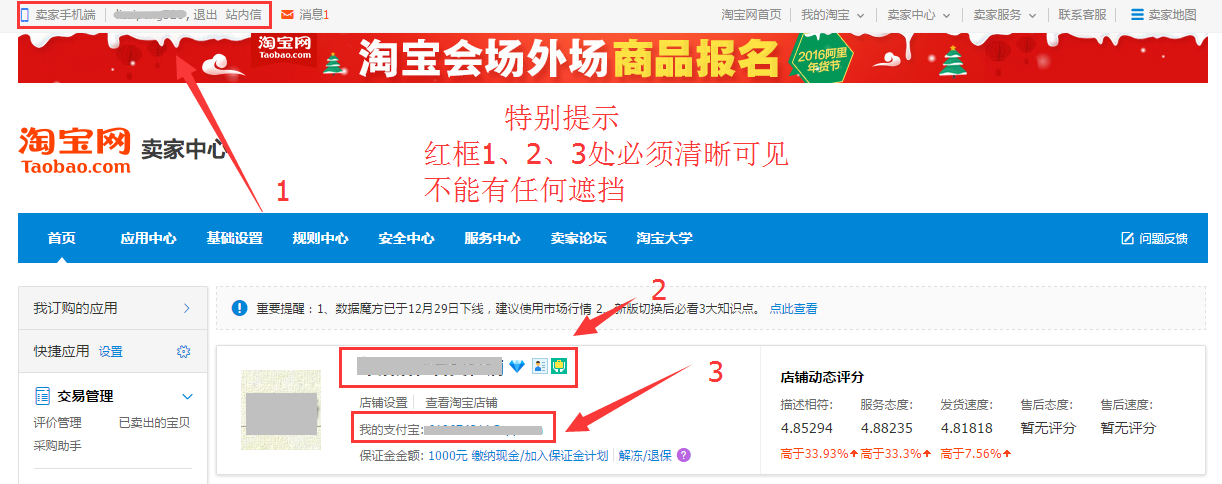 卖家手机端 退出 站内信 消息1 淘宝网首页 我的淘宝 卖家中心 卖家服务 联系客服 卖家地图
淘宝网
Taobao.com
淘宝会场外场商品报名
2016阿里
年货节
特别提示
红框1、2、3处必须清晰可见
不能有任何遮挡
淘宝网
Taobao.com
卖家中心
1
首页 应用中心 基础设置 规则中心 安全中心 服务中心 卖家论坛 淘宝大学 问题反馈
我订购的应用
快捷应用 设置
交易管理
评价管理 已卖出的宝贝
采购助手
重要提醒：1、数据魔方已于12月29日下线，建议使用市场行情 2、新版切换后必看3大知识点。 点此查看
2
3
店铺设置 查看淘宝店铺
我的支付宝:
保证金金额: 1000元 缴纳现金/加入保证金计划 解冻/退保 ?
店铺动态评分
描述相符: 服务态度: 发货速度: 售后态度: 售后速度:
4.85294 4.88235 4.81818 暂无评分 暂无评分
高于33.93% 高于33.3% 高于7.56%